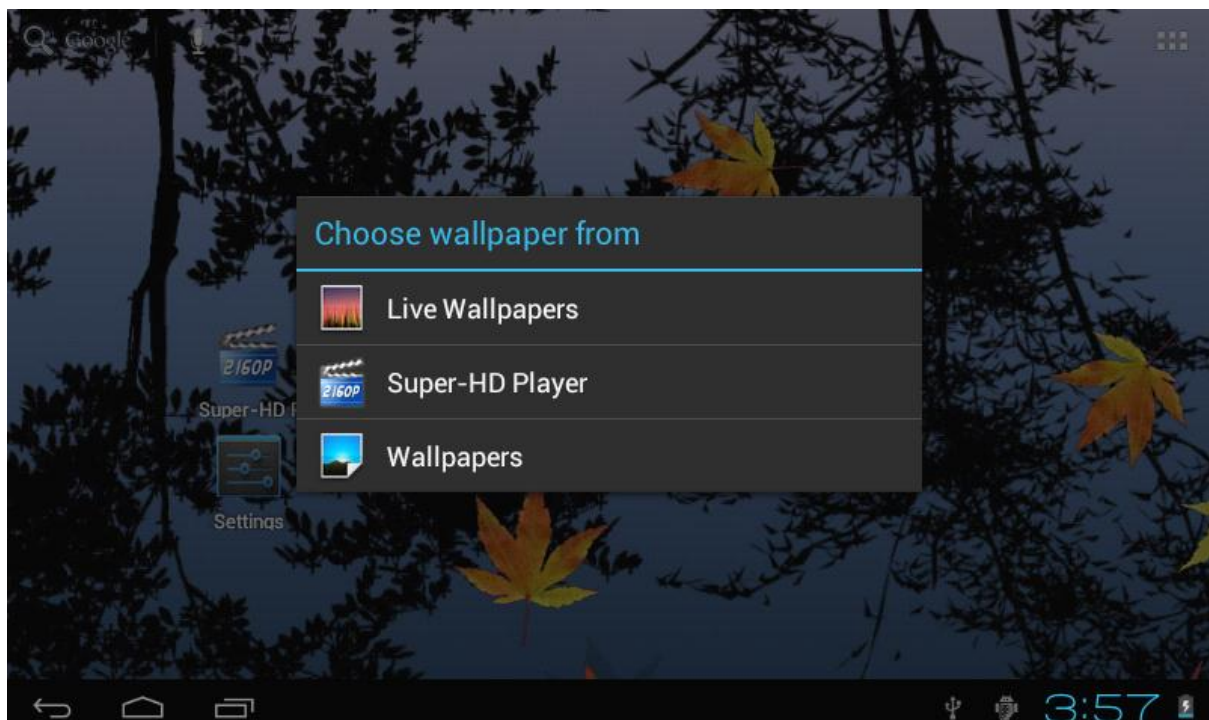 Google
Choose wallpaper from
Live Wallpapers
2160P
Super-HD Player
2160P
Super-HD
Wallpapers
Settings
3:57